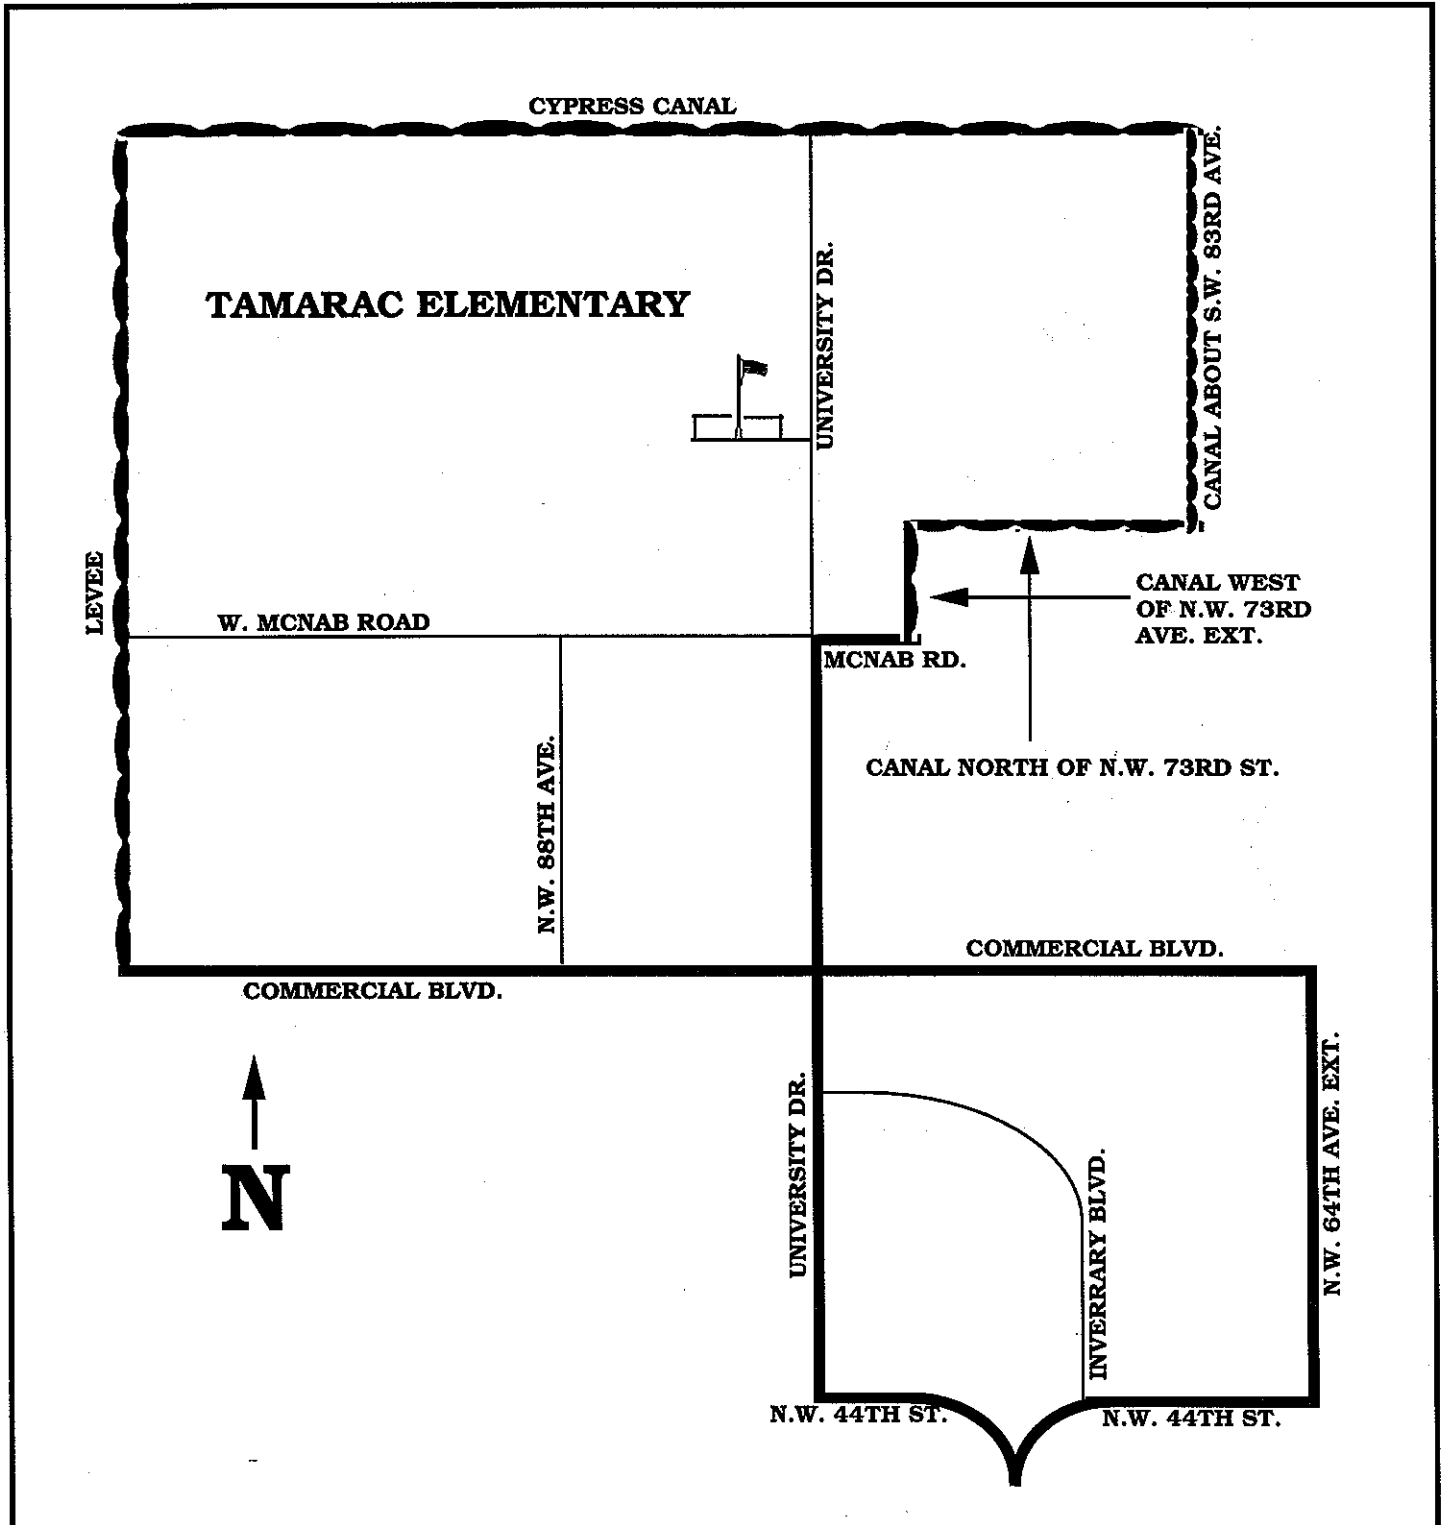 CYPRESS CANAL
CANAL ABOUT S.W. 83RD AVE.
TAMARAC ELEMENTARY
UNIVERSITY DR.
LEVEE
CANAL WEST
OF N.W. 73RD
AVE. EXT.
W. MCNAB ROAD
MCNAB RD.
N.W. 88TH AVE.
CANAL NORTH OF N.W. 73RD ST.
COMMERCIAL BLVD.
COMMERCIAL BLVD.
N
UNIVERSITY DR.
INVERRARY BLVD.
N.W. 64TH AVE. EXT.
N.W. 44TH ST.
N.W. 44TH ST.